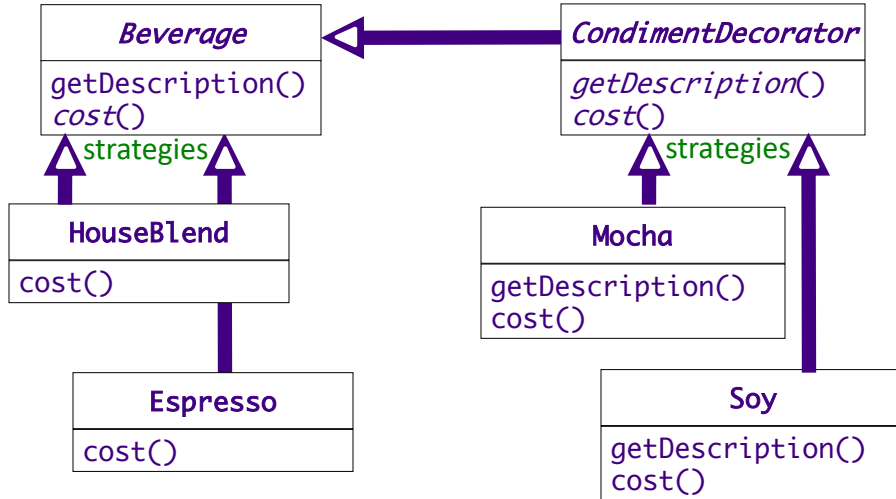 Beverage
getDescription()
cost()
strategies
CondimentDecorator
getDescription()
cost()
strategies
HouseBlend
cost()
Mocha
getDescription()
cost()
Espresso
cost()
Soy
getDescription()
cost()